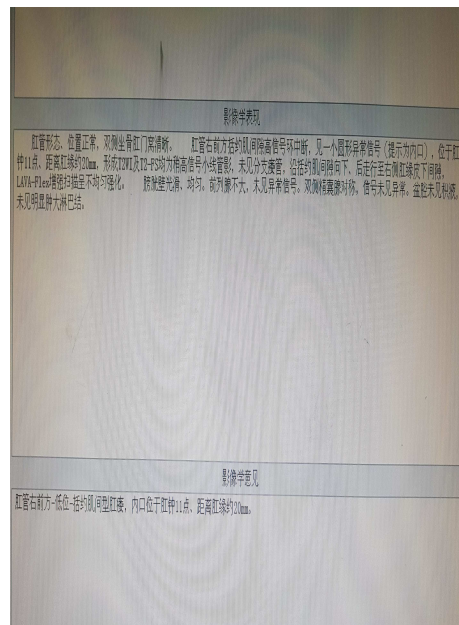 影像学表现
肛管形态、位置正常，双侧坐骨肛门窝清晰。 肛管右前方括约肌间隙高信号环中断，见一个圆形异常信号（提示为内口），位于肛
钟11点、距离肛缘约20mm，形成T2WI及T2-FS均为稍高信号小线管影，未见分支瘘管，沿括约肌间隙向下、后走行至右侧肛缘皮下间隙，
LAVA-Flex增强扫描呈不均匀强化。 膀胱壁光滑、均匀。前列腺不大，未见异常信号。双侧精囊腺对称，信号未见异常。盆腔未见积液，
未见明显肿大淋巴结。
影像学意见
肛管右前方-低位-括约肌间型肛瘘，内口位于肛钟11点、距离肛缘约20mm。